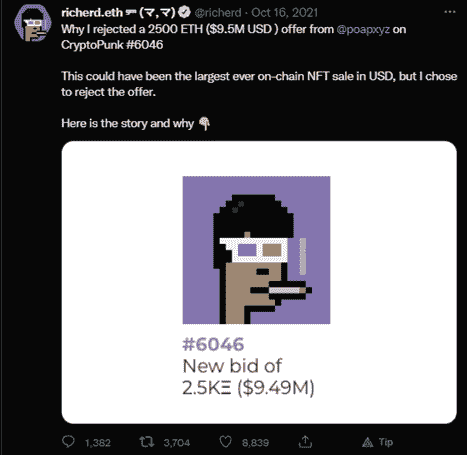 richerd.eth (マ,マ) @richerd · Oct 16, 2021
Why I rejected a 2500 ETH ($9.5M USD ) offer from @poapxyz on
CryptoPunk #6046
This could have been the largest ever on-chain NFT sale in USD, but I chose
to reject the offer.
Here is the story and why 👇🏼
#6046
New bid of
2.5KΞ ($9.49M)
1,382 3,704 8,839 Tip